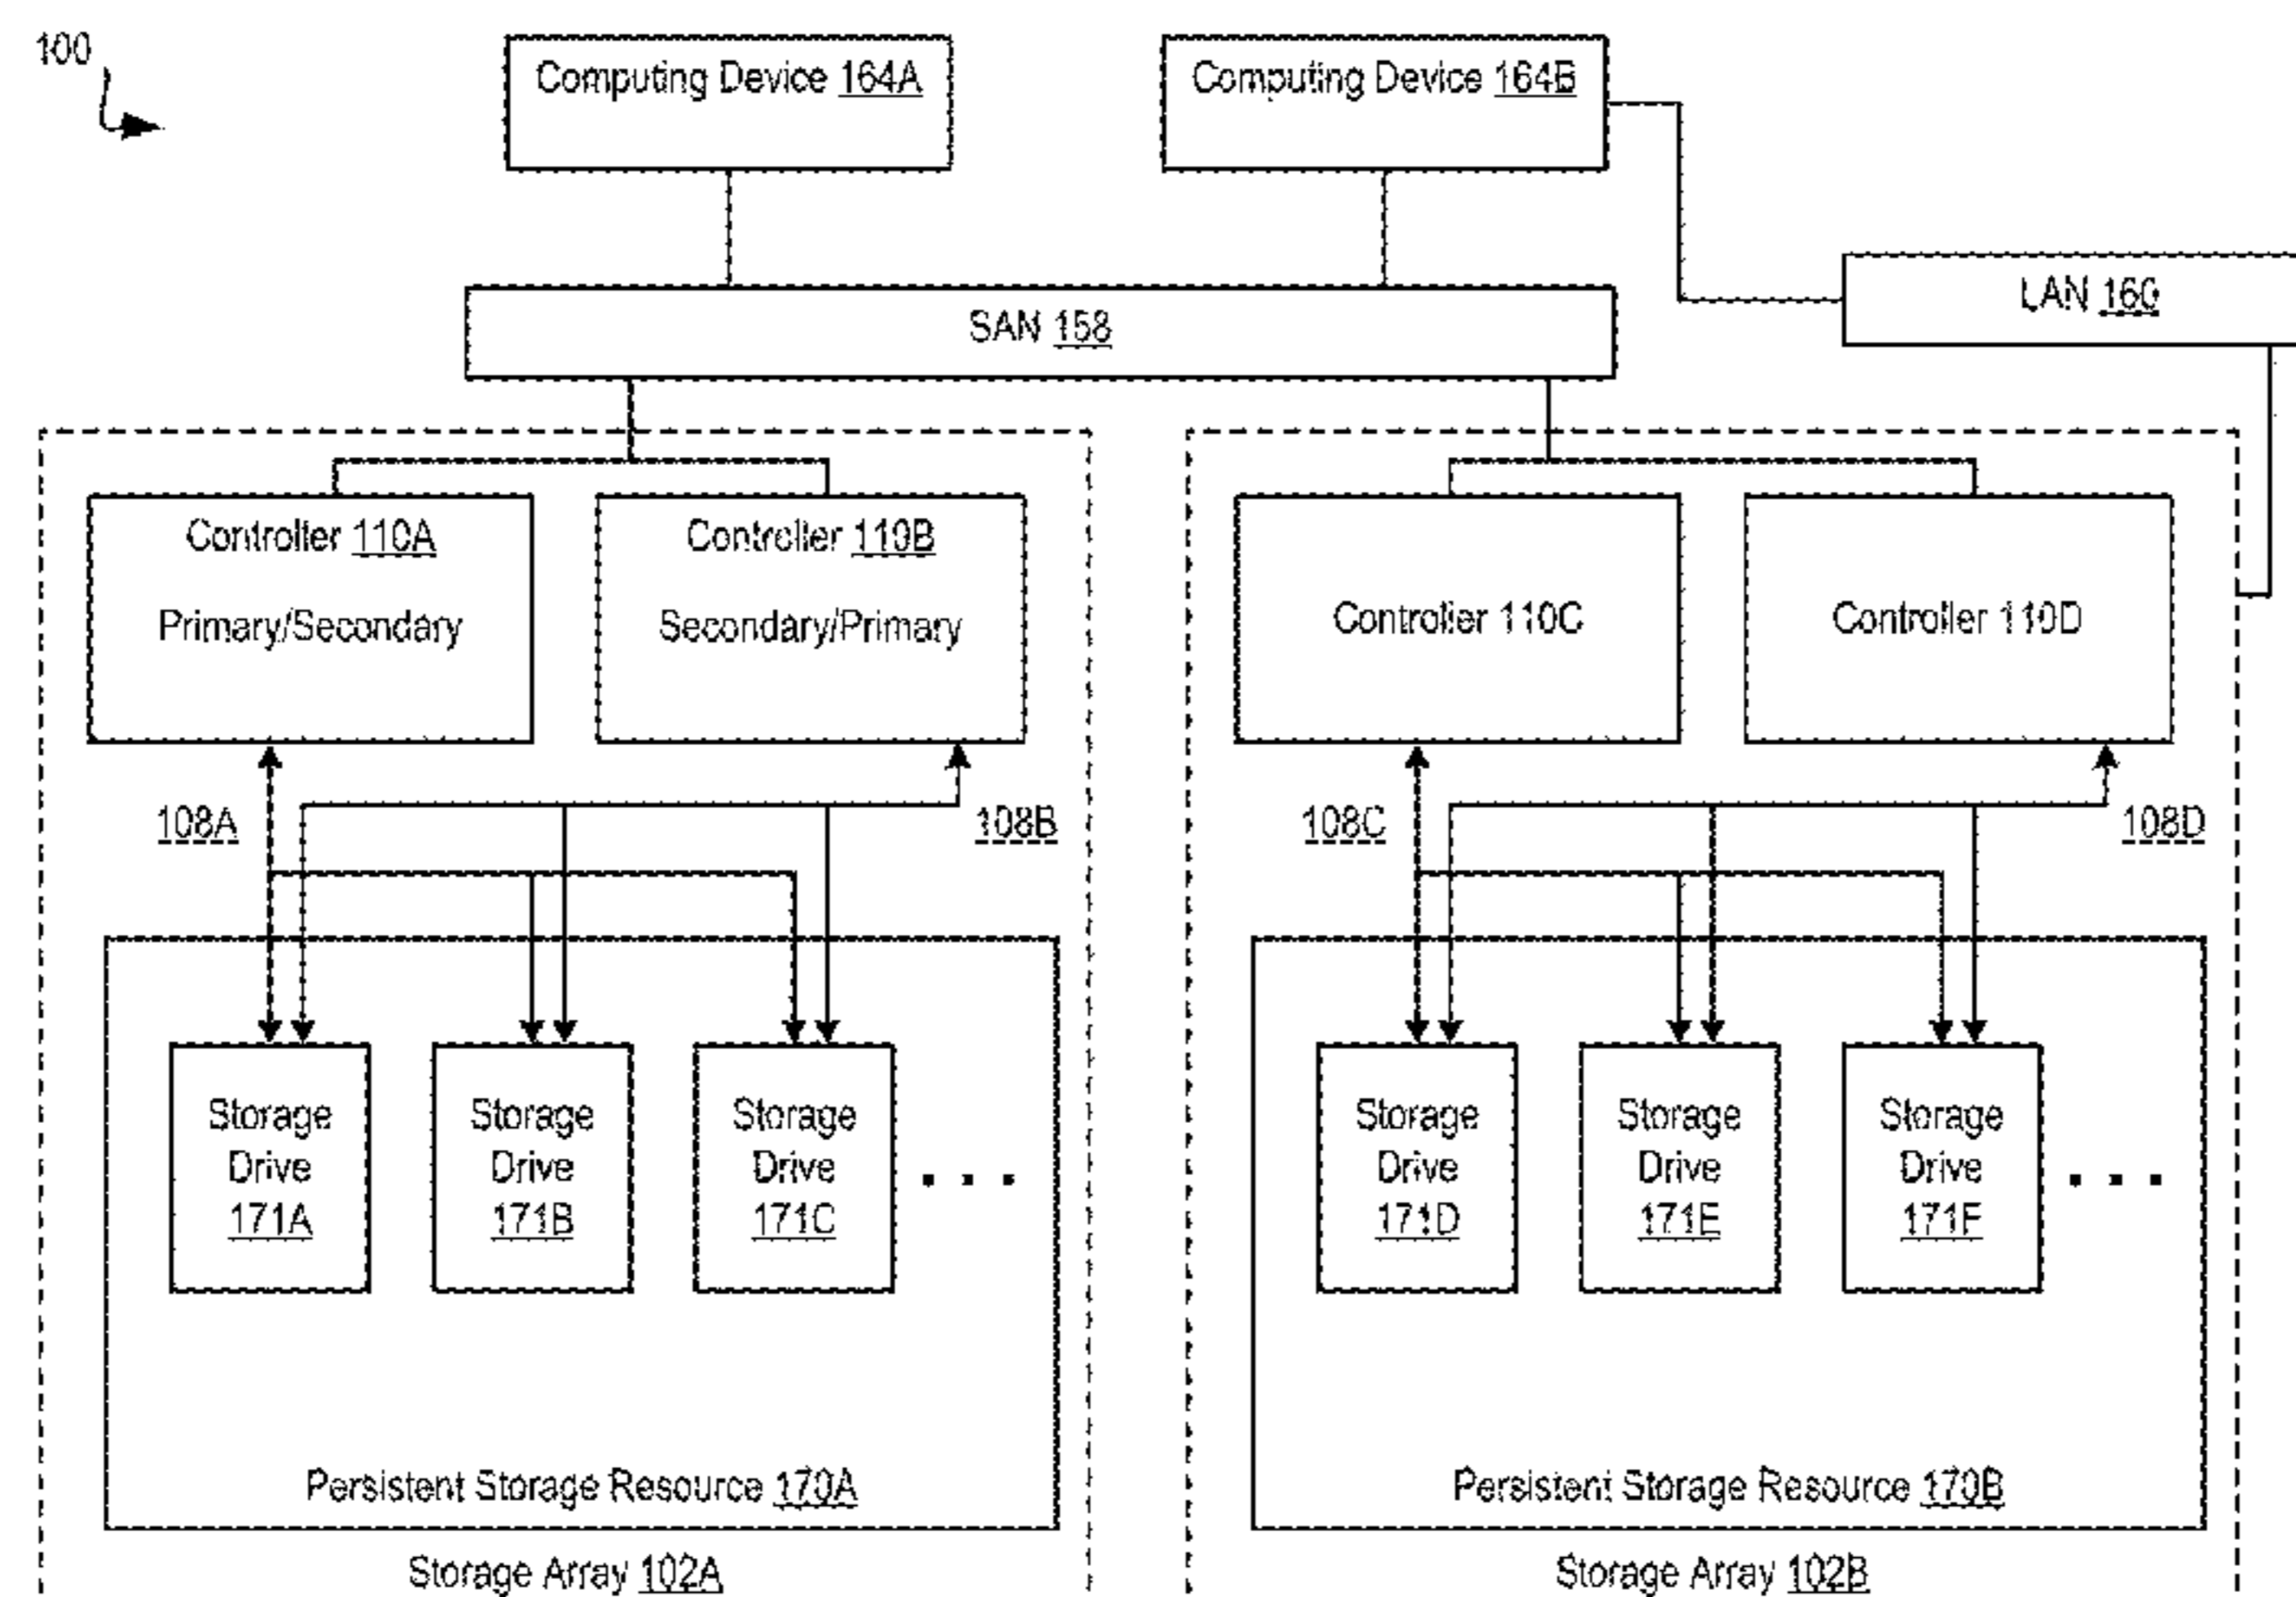 100
Computing Device 164A
Computing Device 164B
LAN 160
SAN 158
Controller 110A
Primary/Secondary
Controller 110B
Secondary/Primary
Controller 110C
Controller 110D
108A
108B
108C
108D
Storage
Drive
171A
Storage
Drive
171B
Storage
Drive
171C
Storage
Drive
171D
Storage
Drive
171E
Storage
Drive
171F
Persistent Storage Resource 170A
Persistent Storage Resource 170B
Storage Array 102A
Storage Array 102B